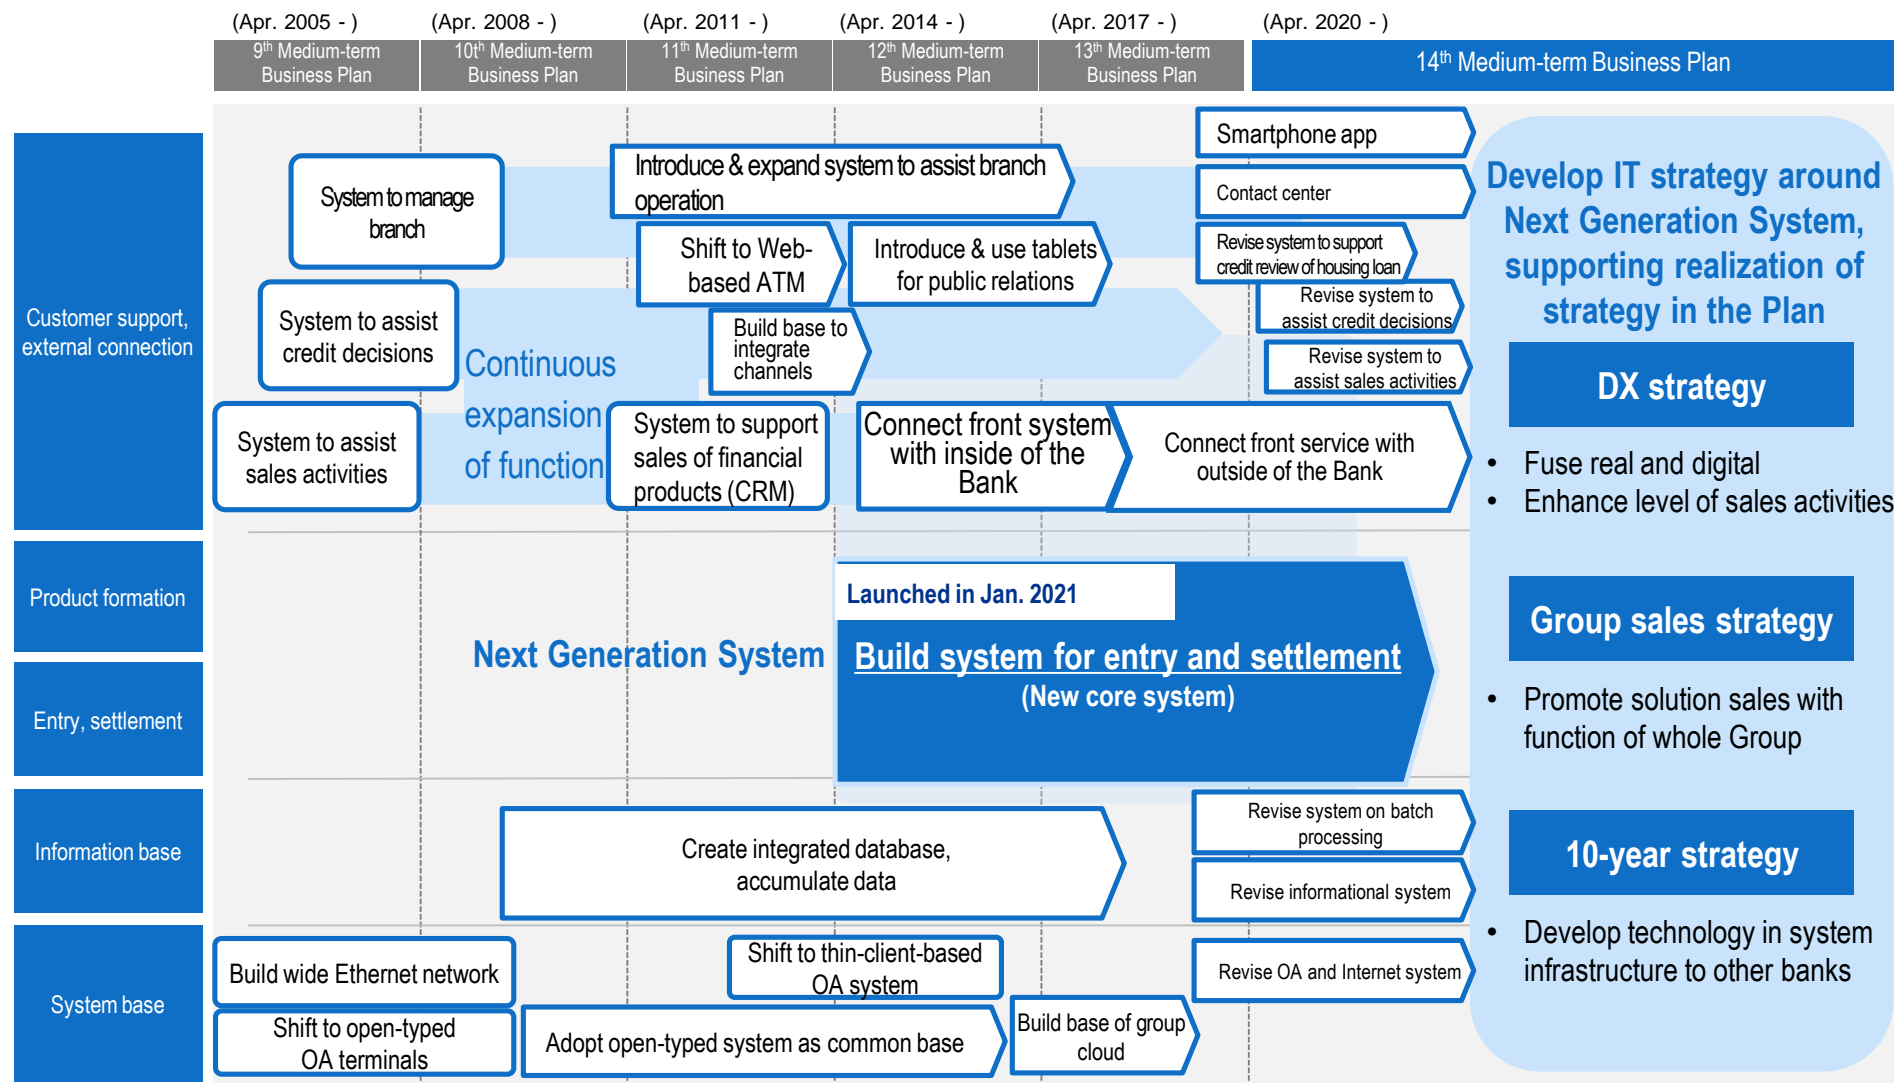 (Apr. 2005 - )
(Apr. 2008 - )
(Apr. 2011 - )
(Apr. 2014 - )
(Apr. 2017 - )
(Apr. 2020 - )
9th Medium-term
Business Plan
10th Medium-term
Business Plan
11th Medium-term
Business Plan
12th Medium-term
Business Plan
13th Medium-term
Business Plan
14th Medium-term Business Plan
Customer support,
external connection
System to manage
branch
Introduce & expand system to assist branch
operation
Smartphone app
Contact center
Shift to Web-
based ATM
Introduce & use tablets
for public relations
Revise system to support
credit review of housing loan
System to assist
credit decisions
Continuous
expansion
of function
Build base to
integrate
channels
Revise system to
assist credit decisions
Revise system to
assist sales activities
System to assist
sales activities
System to support
sales of financial
products (CRM)
Connect front system
with inside of the
Bank
Connect front service with
outside of the Bank
Product formation
Entry, settlement
Next Generation System
Launched in Jan. 2021
Build system for entry and settlement
(New core system)
Information base
Create integrated database,
accumulate data
Revise system on batch
processing
Revise informational system
System base
Build wide Ethernet network
Shift to open-typed
OA terminals
Shift to thin-client-based
OA system
Adopt open-typed system as common base
Build base of group
cloud
Revise OA and Internet system
Develop IT strategy around
Next Generation System,
supporting realization of
strategy in the Plan
DX strategy
• Fuse real and digital
• Enhance level of sales activities
Group sales strategy
• Promote solution sales with
function of whole Group
10-year strategy
• Develop technology in system
infrastructure to other banks